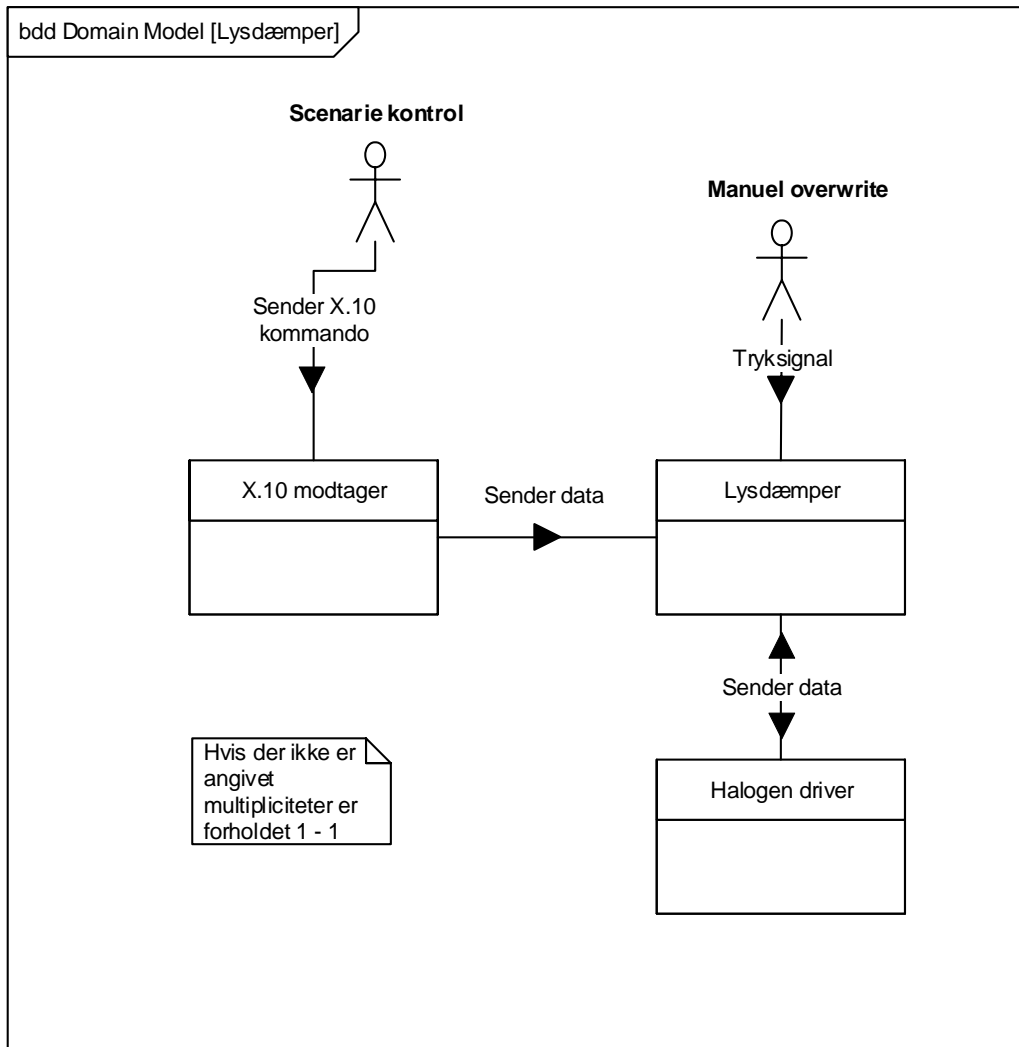 bdd Domain Model [Lysdæmper]
Scenarie kontrol
Manuel overwrite
Sender X.10
kommando
Tryksignal
X.10 modtager
Sender data
Lysdæmper
Sender data
Hvis der ikke er
angivet
multipliciteter er
forholdet 1 - 1
Halogen driver